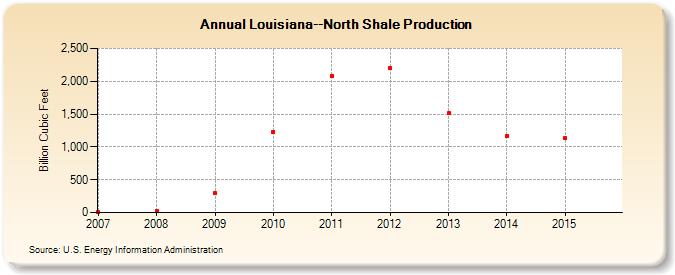 Annual Louisiana--North Shale Production
Billion Cubic Feet
2,500
2,000
1,500
1,000
500
0
2007 2008 2009 2010 2011 2012 2013 2014 2015
Source: U.S. Energy Information Administration